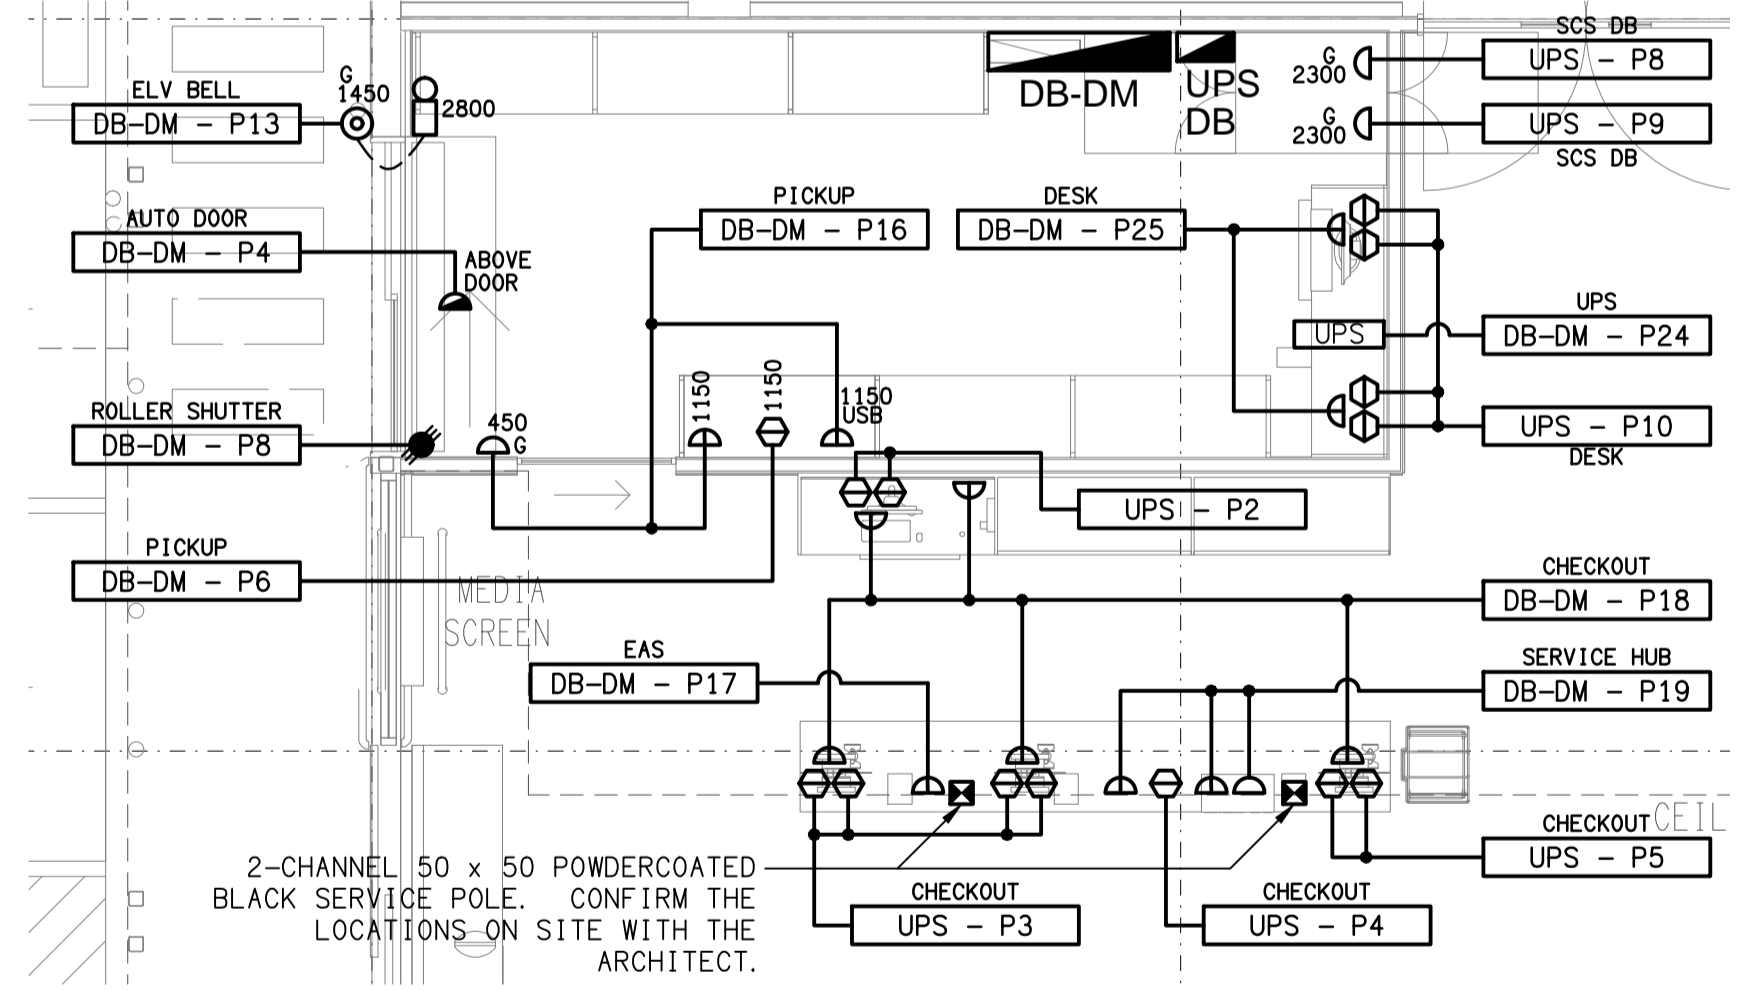 SCS DB
UPS - P8
G
2300
DB-DM
UPS
DB
G
2300
UPS - P9
SCS DB
ELV BELL
DB-DM - P13
G
1450
2800
AUTO DOOR
DB-DM - P4
ABOVE
DOOR
PICKUP
DB-DM - P16
DESK
DB-DM - P25
UPS
UPS
DB-DM - P24
ROLLER SHUTTER
DB-DM - P8
450
G
1150
1150
1150
USB
UPS - P10
DESK
UPS - P2
PICKUP
DB-DM - P6
MEDIA
SCREEN
CHECKOUT
DB-DM - P18
EAS
DB-DM - P17
SERVICE HUB
DB-DM - P19
CEIL
CHECKOUT
UPS - P5
2-CHANNEL 50 x 50 POWDERCOATED
BLACK SERVICE POLE. CONFIRM THE
LOCATIONS ON SITE WITH THE
ARCHITECT.
CHECKOUT
UPS - P3
CHECKOUT
UPS - P4